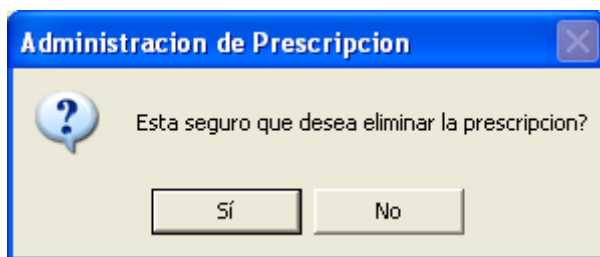 Administracion de Prescripcion
Esta seguro que desea eliminar la prescripcion?
Sí No